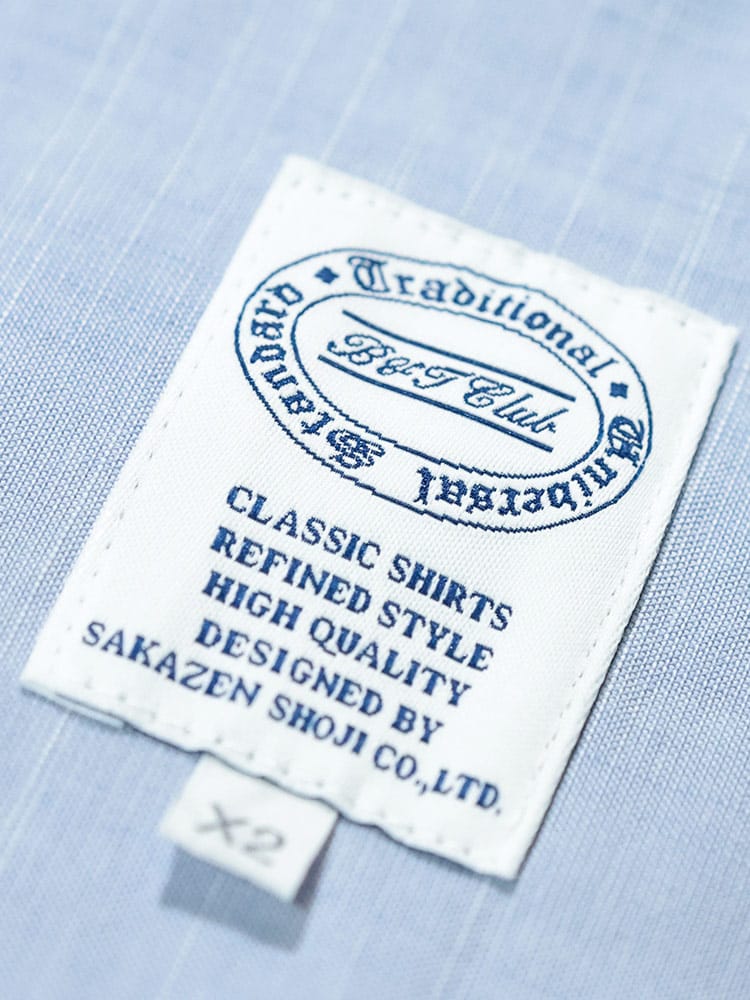 Traditional
Universal Standard
B&T Club
CLASSIC SHIRTS
REFINED STYLE
HIGH QUALITY
DESIGNED BY
SAKAZEN SHOJI CO.,LTD.
X2